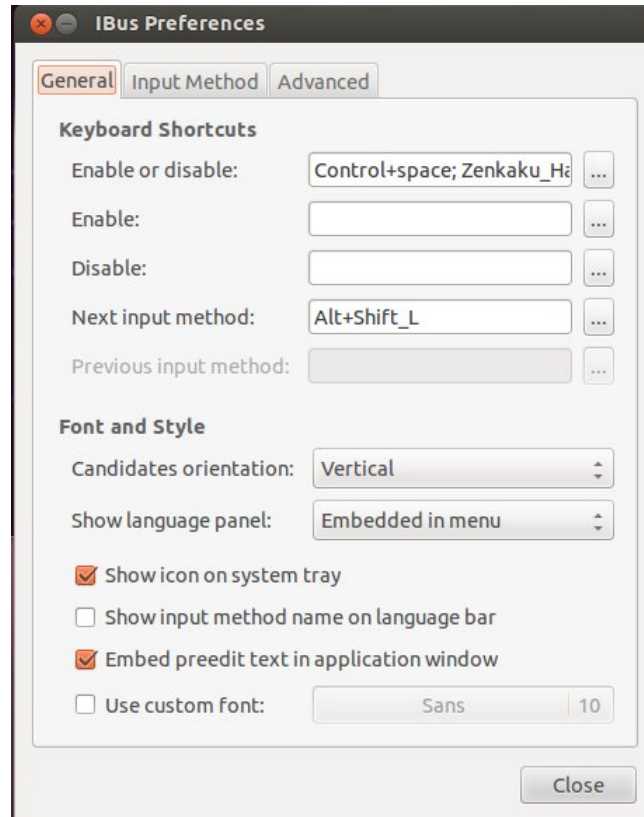 IBus Preferences
General Input Method Advanced
Keyboard Shortcuts
Enable or disable: Control+space; Zenkaku_Ha ...
Enable: ...
Disable: ...
Next input method: Alt+Shift_L ...
Previous input method: ...
Font and Style
Candidates orientation: Vertical
Show language panel: Embedded in menu
Show icon on system tray
Show input method name on language bar
Embed preedit text in application window
Use custom font: Sans 10
Close